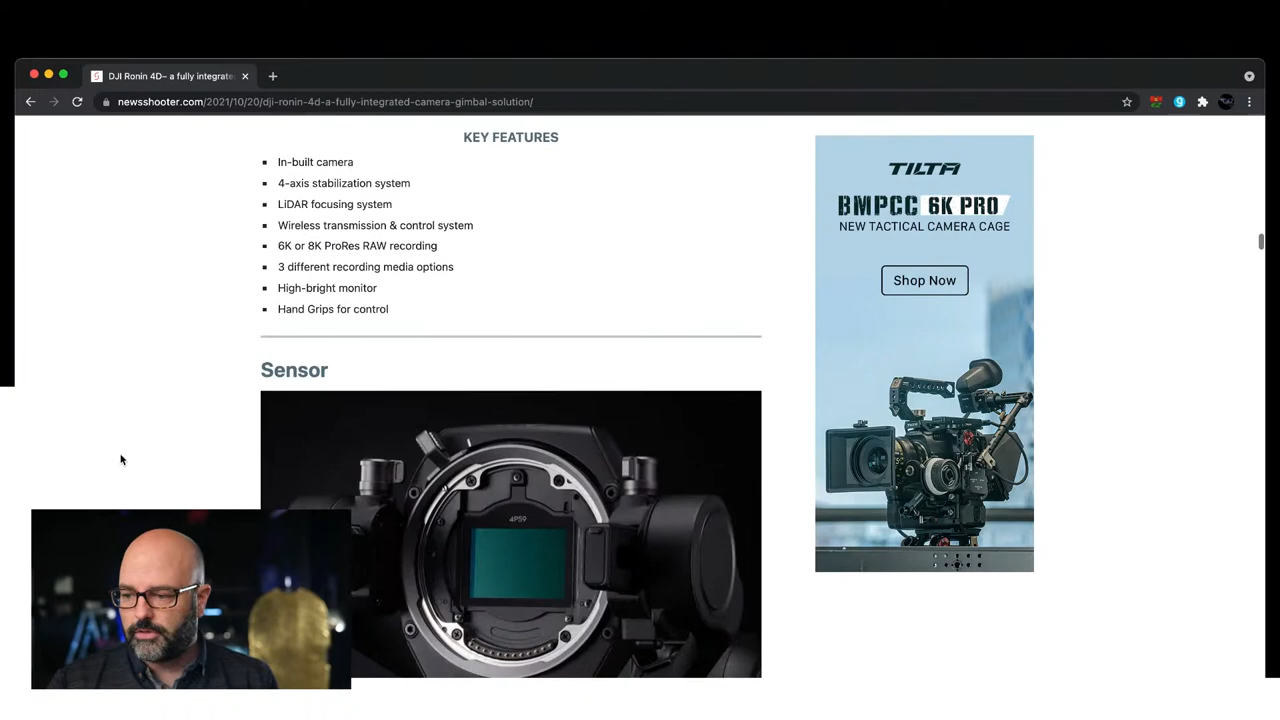 DJI Ronin 4D– a fully integrate
newsshooter.com/2021/10/20/dji-ronin-4d-a-fully-integrated-camera-gimbal-solution/
KEY FEATURES
In-built camera
4-axis stabilization system
LiDAR focusing system
Wireless transmission & control system
6K or 8K ProRes RAW recording
3 different recording media options
High-bright monitor
Hand Grips for control
Sensor
4P59
TILTA
BMPCC 6K PRO
NEW TACTICAL CAMERA CAGE
Shop Now